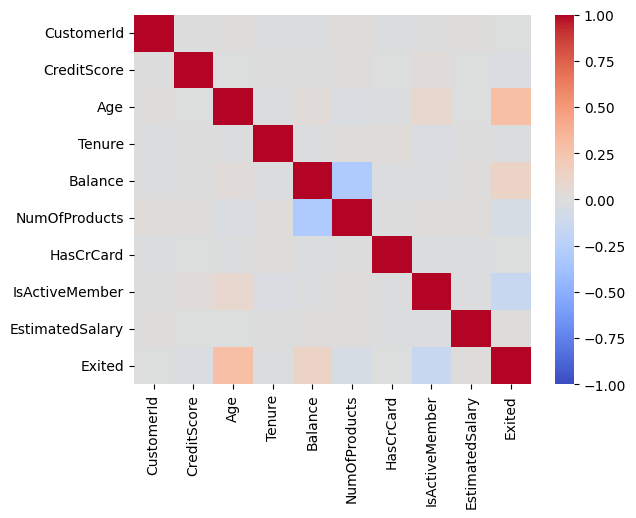 CustomerId
CreditScore
Age
Tenure
Balance
NumOfProducts
HasCrCard
IsActiveMember
EstimatedSalary
Exited
CustomerId
CreditScore
Age
Tenure
Balance
NumOfProducts
HasCrCard
IsActiveMember
EstimatedSalary
Exited
1.00
0.75
0.50
0.25
0.00
−0.25
−0.50
−0.75
−1.00